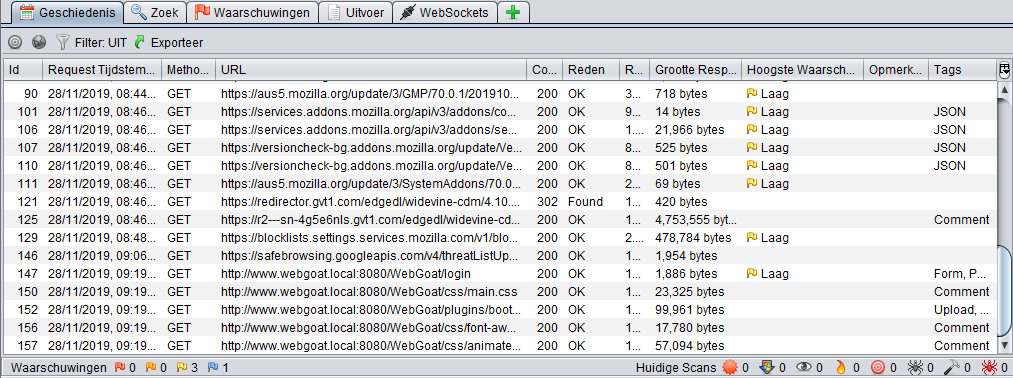 Geschiedenis Zoek Waarschuwingen Uitvoer WebSockets
Filter: UIT Exporteer
Id Request Tijdstem... Metho... URL Co... Reden R... Grootte Resp... Hoogste Waarsch... Opmerk... Tags
90 28/11/2019, 08:44... GET https://aus5.mozilla.org/update/3/GMP/70.0.1/201910... 200 OK 3... 718 bytes Laag
101 28/11/2019, 08:46... GET https://services.addons.mozilla.org/api/v3/addons/co... 200 OK 9... 14 bytes Laag JSON
106 28/11/2019, 08:46... GET https://services.addons.mozilla.org/api/v3/addons/se... 200 OK 1... 21,966 bytes Laag JSON
107 28/11/2019, 08:46... GET https://versioncheck-bg.addons.mozilla.org/update/Ve... 200 OK 8... 525 bytes Laag JSON
110 28/11/2019, 08:46... GET https://versioncheck-bg.addons.mozilla.org/update/Ve... 200 OK 8... 501 bytes Laag JSON
111 28/11/2019, 08:46... GET https://aus5.mozilla.org/update/3/SystemAddons/70.0... 200 OK 2... 69 bytes Laag
121 28/11/2019, 08:46... GET https://redirector.gvt1.com/edgedl/widevine-cdm/4.10... 302 Found 1... 420 bytes
125 28/11/2019, 08:46... GET https://r2---sn-4g5e6nls.gvt1.com/edgedl/widevine-cd... 200 OK 1... 4,753,555 byt... Comment
129 28/11/2019, 08:48... GET https://blocklists.settings.services.mozilla.com/v1/blo... 200 OK 2... 478,784 bytes Laag
146 28/11/2019, 09:06... GET https://safebrowsing.googleapis.com/v4/threatListUp... 200 OK 1... 1,954 bytes
147 28/11/2019, 09:19... GET http://www.webgoat.local:8080/WebGoat/login 200 OK 1... 1,886 bytes Laag Form, P...
150 28/11/2019, 09:19... GET http://www.webgoat.local:8080/WebGoat/css/main.css 200 OK 1... 23,325 bytes Comment
152 28/11/2019, 09:19... GET http://www.webgoat.local:8080/WebGoat/plugins/boot... 200 OK 1... 99,961 bytes Upload, ...
156 28/11/2019, 09:19... GET http://www.webgoat.local:8080/WebGoat/css/font-aw... 200 OK 1... 17,780 bytes Comment
157 28/11/2019, 09:19... GET http://www.webgoat.local:8080/WebGoat/css/animate... 200 OK 1... 57,094 bytes Comment
Waarschuwingen 0 0 3 1 Huidige Scans 0 0 0 0 0 0 0 0